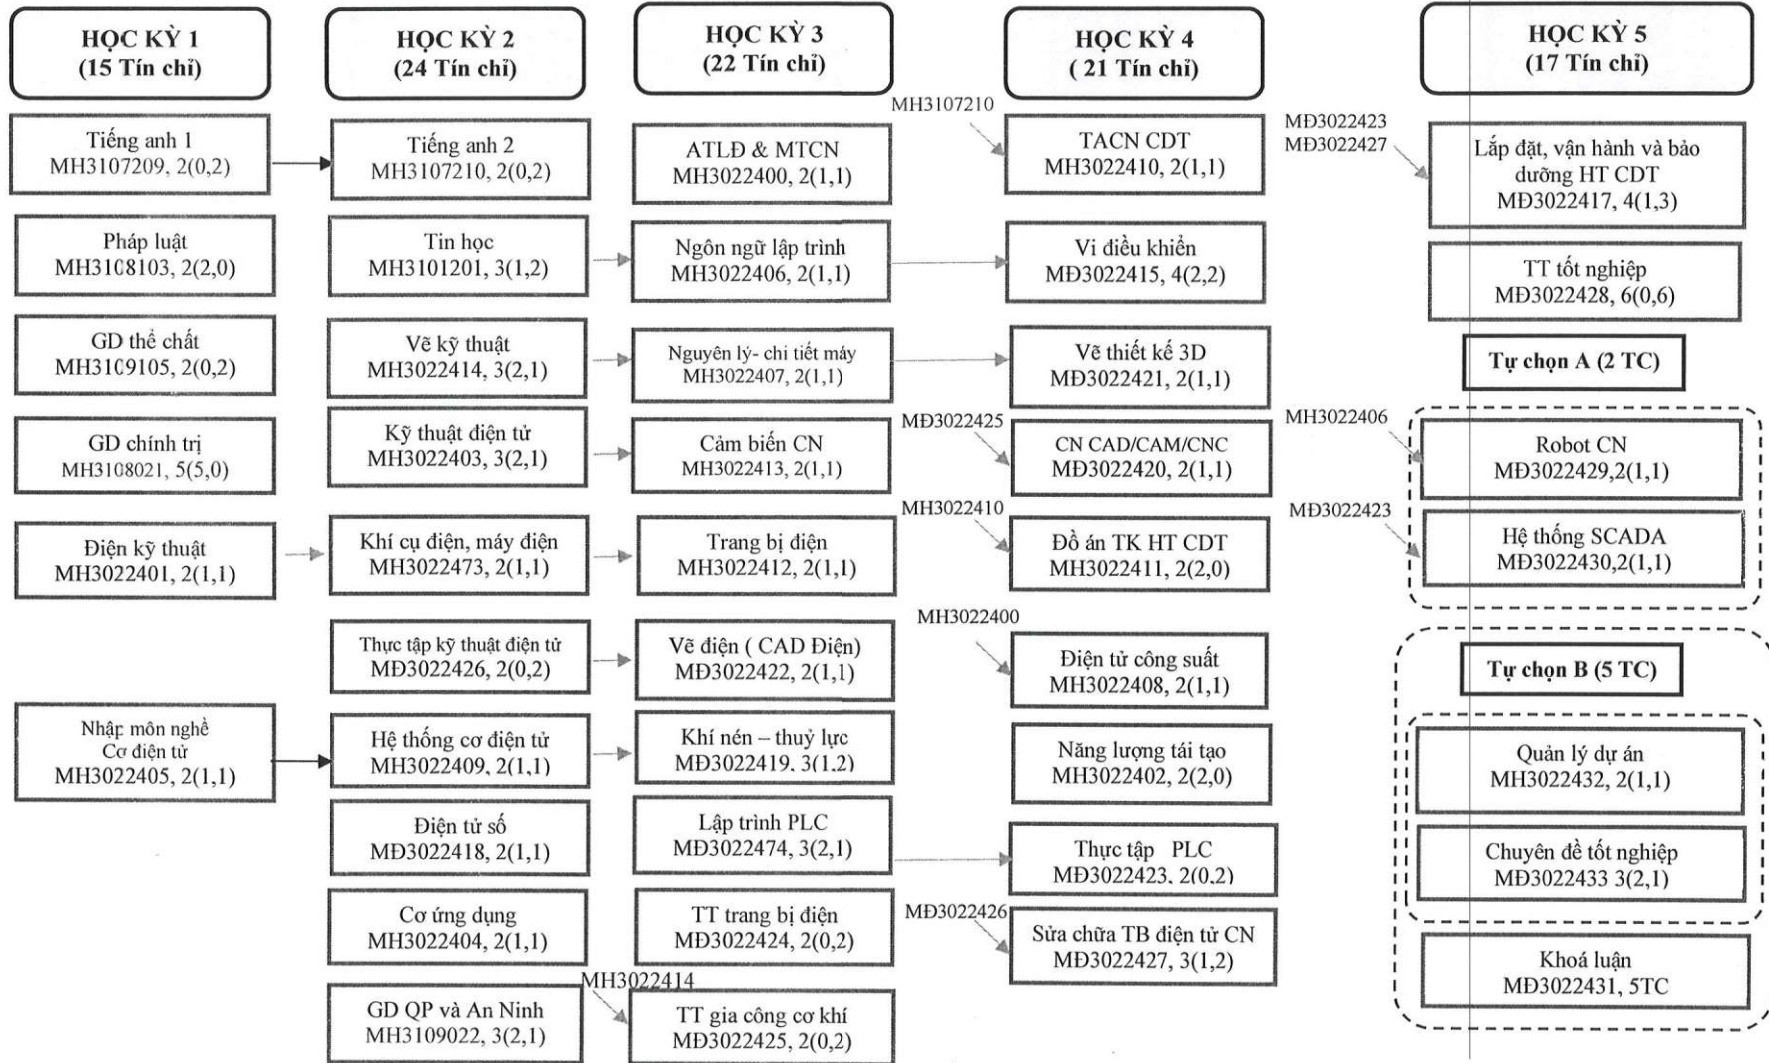 HỌC KỲ 1
(15 Tín chỉ)
Tiếng anh 1
MH3107209, 2(0,2)
Pháp luật
MH3108103, 2(2,0)
GD thể chất
MH3109105, 2(0,2)
GD chính trị
MH3108021, 5(5,0)
Điện kỹ thuật
MH3022401, 2(1,1)
Nhập môn nghề
Cơ điện tử
MH3022405, 2(1,1)
HỌC KỲ 2
(24 Tín chỉ)
Tiếng anh 2
MH3107210, 2(0,2)
Tin học
MH3101201, 3(1,2)
Vẽ kỹ thuật
MH3022414, 3(2,1)
Kỹ thuật điện tử
MH3022403, 3(2,1)
Khí cụ điện, máy điện
MH3022473, 2(1,1)
Thực tập kỹ thuật điện tử
MĐ3022426, 2(0,2)
Hệ thống cơ điện tử
MH3022409, 2(1,1)
Điện tử số
MĐ3022418, 2(1,1)
Cơ ứng dụng
MH3022404, 2(1,1)
GD QP và An Ninh
MH3109022, 3(2,1)
HỌC KỲ 3
(22 Tín chỉ)
ATLĐ & MTCN
MH3022400, 2(1,1)
Ngôn ngữ lập trình
MH3022406, 2(1,1)
Nguyên lý- chi tiết máy
MH3022407, 2(1,1)
Cảm biến CN
MH3022413, 2(1,1)
Trang bị điện
MH3022412, 2(1,1)
Vẽ điện ( CAD Điện)
MĐ3022422, 2(1,1)
Khí nén – thuỷ lực
MĐ3022419, 3(1,2)
Lập trình PLC
MĐ3022474, 3(2,1)
TT trang bị điện
MĐ3022424, 2(0,2)
MH3022414
TT gia công cơ khí
MĐ3022425, 2(0,2)
HỌC KỲ 4
( 21 Tín chỉ)
MH3107210
TACN CDT
MH3022410, 2(1,1)
Vi điều khiển
MĐ3022415, 4(2,2)
Vẽ thiết kế 3D
MĐ3022421, 2(1,1)
MĐ3022425
CN CAD/CAM/CNC
MĐ3022420, 2(1,1)
MH3022410
Đồ án TK HT CDT
MH3022411, 2(2,0)
MH3022400
Điện tử công suất
MH3022408, 2(1,1)
Năng lượng tái tạo
MH3022402, 2(2,0)
Thực tập PLC
MĐ3022423, 2(0,2)
MĐ3022426
Sửa chữa TB điện tử CN
MĐ3022427, 3(1,2)
HỌC KỲ 5
(17 Tín chỉ)
MĐ3022423
MĐ3022427
Lắp đặt, vận hành và bảo
dưỡng HT CDT
MĐ3022417, 4(1,3)
TT tốt nghiệp
MĐ3022428, 6(0,6)
Tự chọn A (2 TC)
MH3022406
Robot CN
MĐ3022429,2(1,1)
MĐ3022423
Hệ thống SCADA
MĐ3022430,2(1,1)
Tự chọn B (5 TC)
Quản lý dự án
MH3022432, 2(1,1)
Chuyên đề tốt nghiệp
MĐ3022433 3(2,1)
Khoá luận
MĐ3022431, 5TC